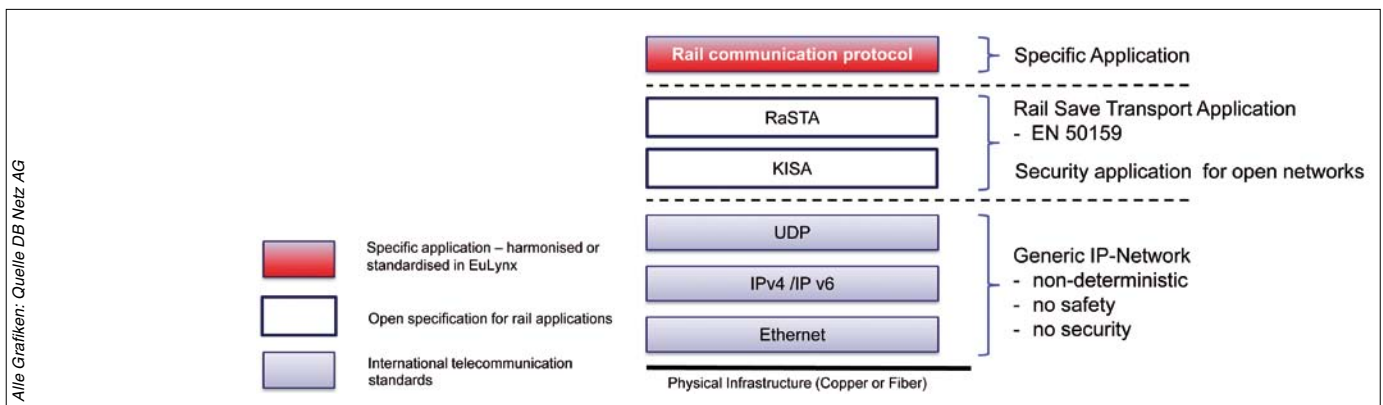 Rail communication protocol
Specific Application
RaSTA
Rail Save Transport Application
- EN 50159
KISA
Security application for open networks
UDP
IPv4 /IP v6
Ethernet
Generic IP-Network
- non-deterministic
- no safety
- no security
Physical Infrastructure (Copper or Fiber)
Specific application – harmonised or
standardised in EuLynx
Open specification for rail applications
International telecommunication
standards
Alle Grafiken: Quelle DB Netz AG